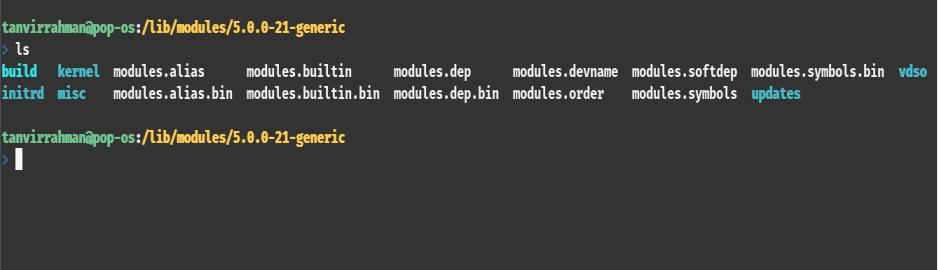 tanvirrahman@pop-os:/lib/modules/5.0.0-21-generic
> ls
build kernel modules.alias modules.builtin modules.dep modules.devname modules.softdep modules.symbols.bin vdso
initrd misc modules.alias.bin modules.builtin.bin modules.dep.bin modules.order modules.symbols updates
tanvirrahman@pop-os:/lib/modules/5.0.0-21-generic
>